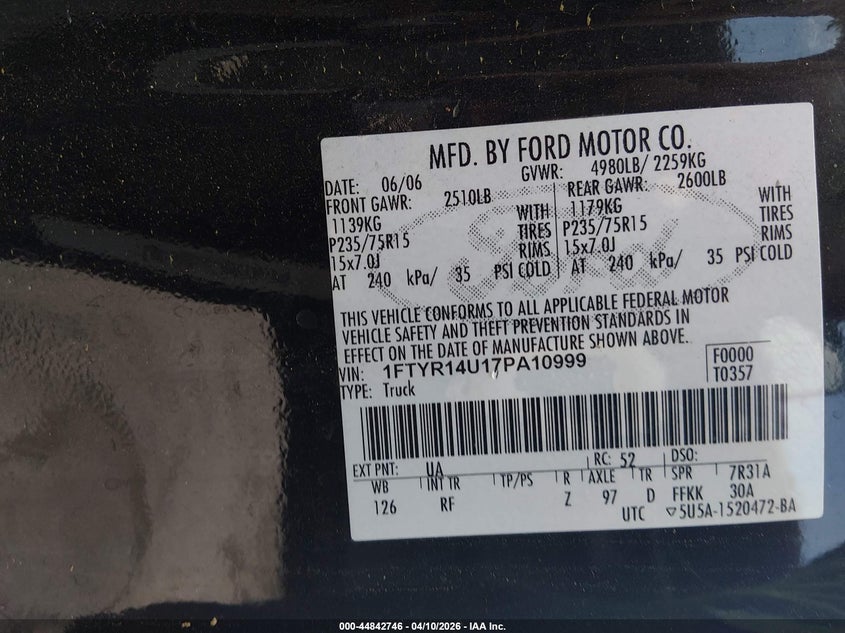 MFD. BY FORD MOTOR CO.
DATE: 06/06 GVWR: 4980LB/ 2259KG
FRONT GAWR: 2510LB REAR GAWR: 2600LB
1139KG WITH 1179KG WITH
P235/75R15 TIRES P235/75R15 TIRES
15x7.0J RIMS 15x7.0J RIMS
AT 240 kPa/ 35 PSI COLD AT 240 kPa/ 35 PSI COLD
Ford
THIS VEHICLE CONFORMS TO ALL APPLICABLE FEDERAL MOTOR
VEHICLE SAFETY AND THEFT PREVENTION STANDARDS IN
EFFECT ON THE DATE OF MANUFACTURE SHOWN ABOVE.
VIN: 1FTYR14U17PA10999 F0000
TYPE: Truck T0357
EXT PNT: UA RC: 52 DSO:
WB INT TR TP/PS R AXLE TR SPR 7R31A
126 RF Z 97 D FFKK 30A
UTC ▽5U5A-1520472-BA
000-44842746 - 04/10/2026 - IAA Inc.